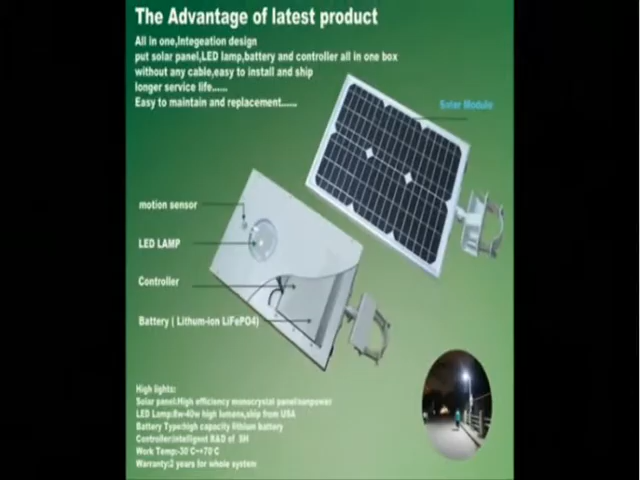 The Advantage of latest product
All in one,Integeation design
put solar panel,LED lamp,battery and controller all in one box
without any cable,easy to install and ship
longer service life......
Easy to maintain and replacement......
Solar Module
motion sensor
LED LAMP
Controller
Battery ( Lithum-ion LiFePO4)
High lights:
Solar panel:High efficiency monocrystal panel/sunpower
LED Lamp:8w-40w high lumens,ship from USA
Battery Type:high capacity lithium battery
Controller:intelligent R&D of SH
Work Temp:-30'C~+70'C
Warranty:2 years for whole system